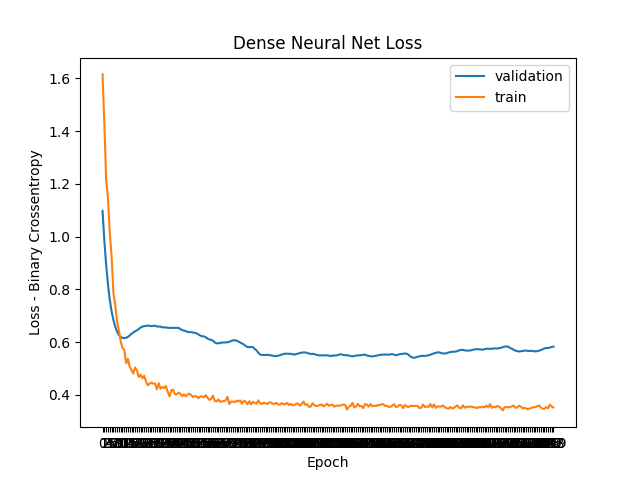 Dense Neural Net Loss
validation
train
1.6
1.4
1.2
1.0
0.8
0.6
0.4
Loss - Binary Crossentropy
Epoch